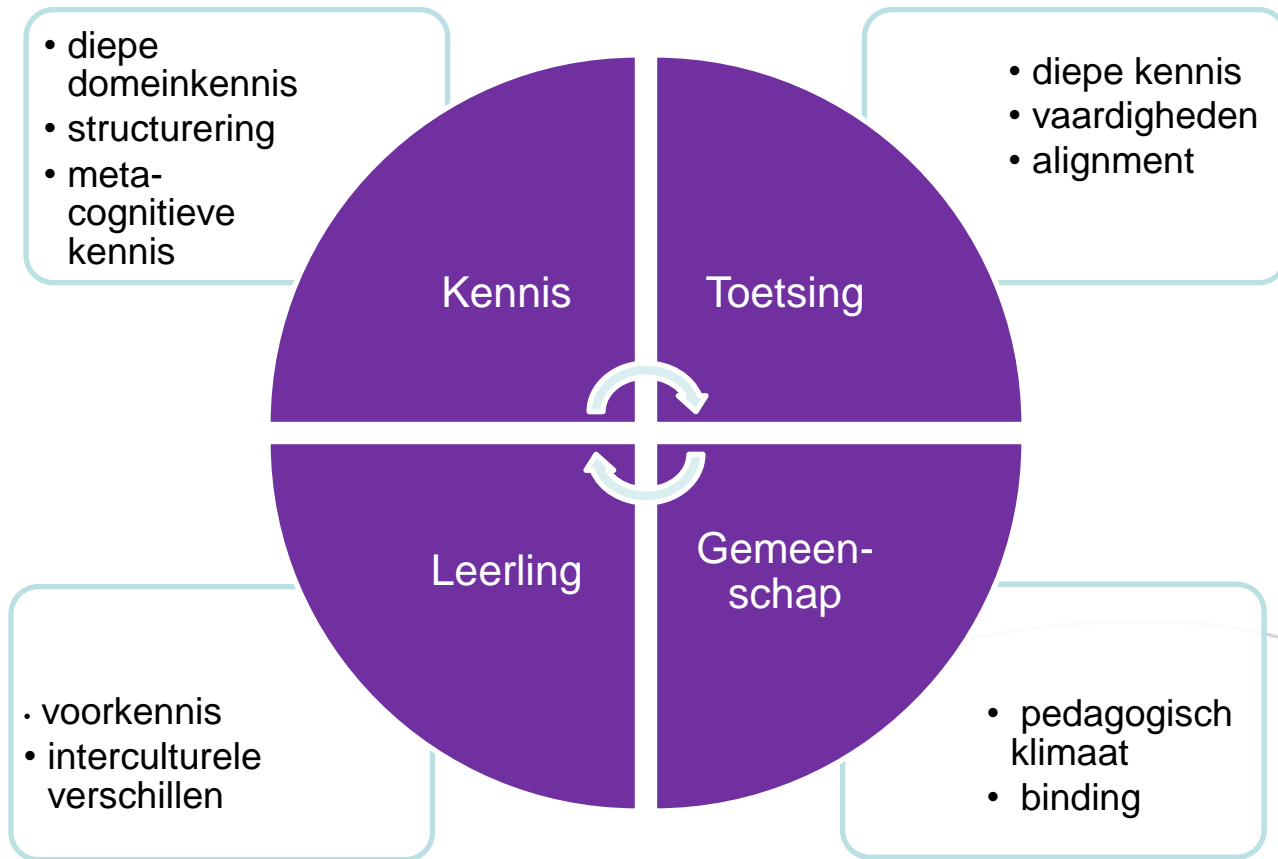 • diepe
domeinkennis
• structurering
• meta-
cognitieve
kennis
• diepe kennis
• vaardigheden
• alignment
Kennis
Toetsing
Leerling
Gemeen-
schap
• voorkennis
• interculturele
verschillen
• pedagogisch
klimaat
• binding